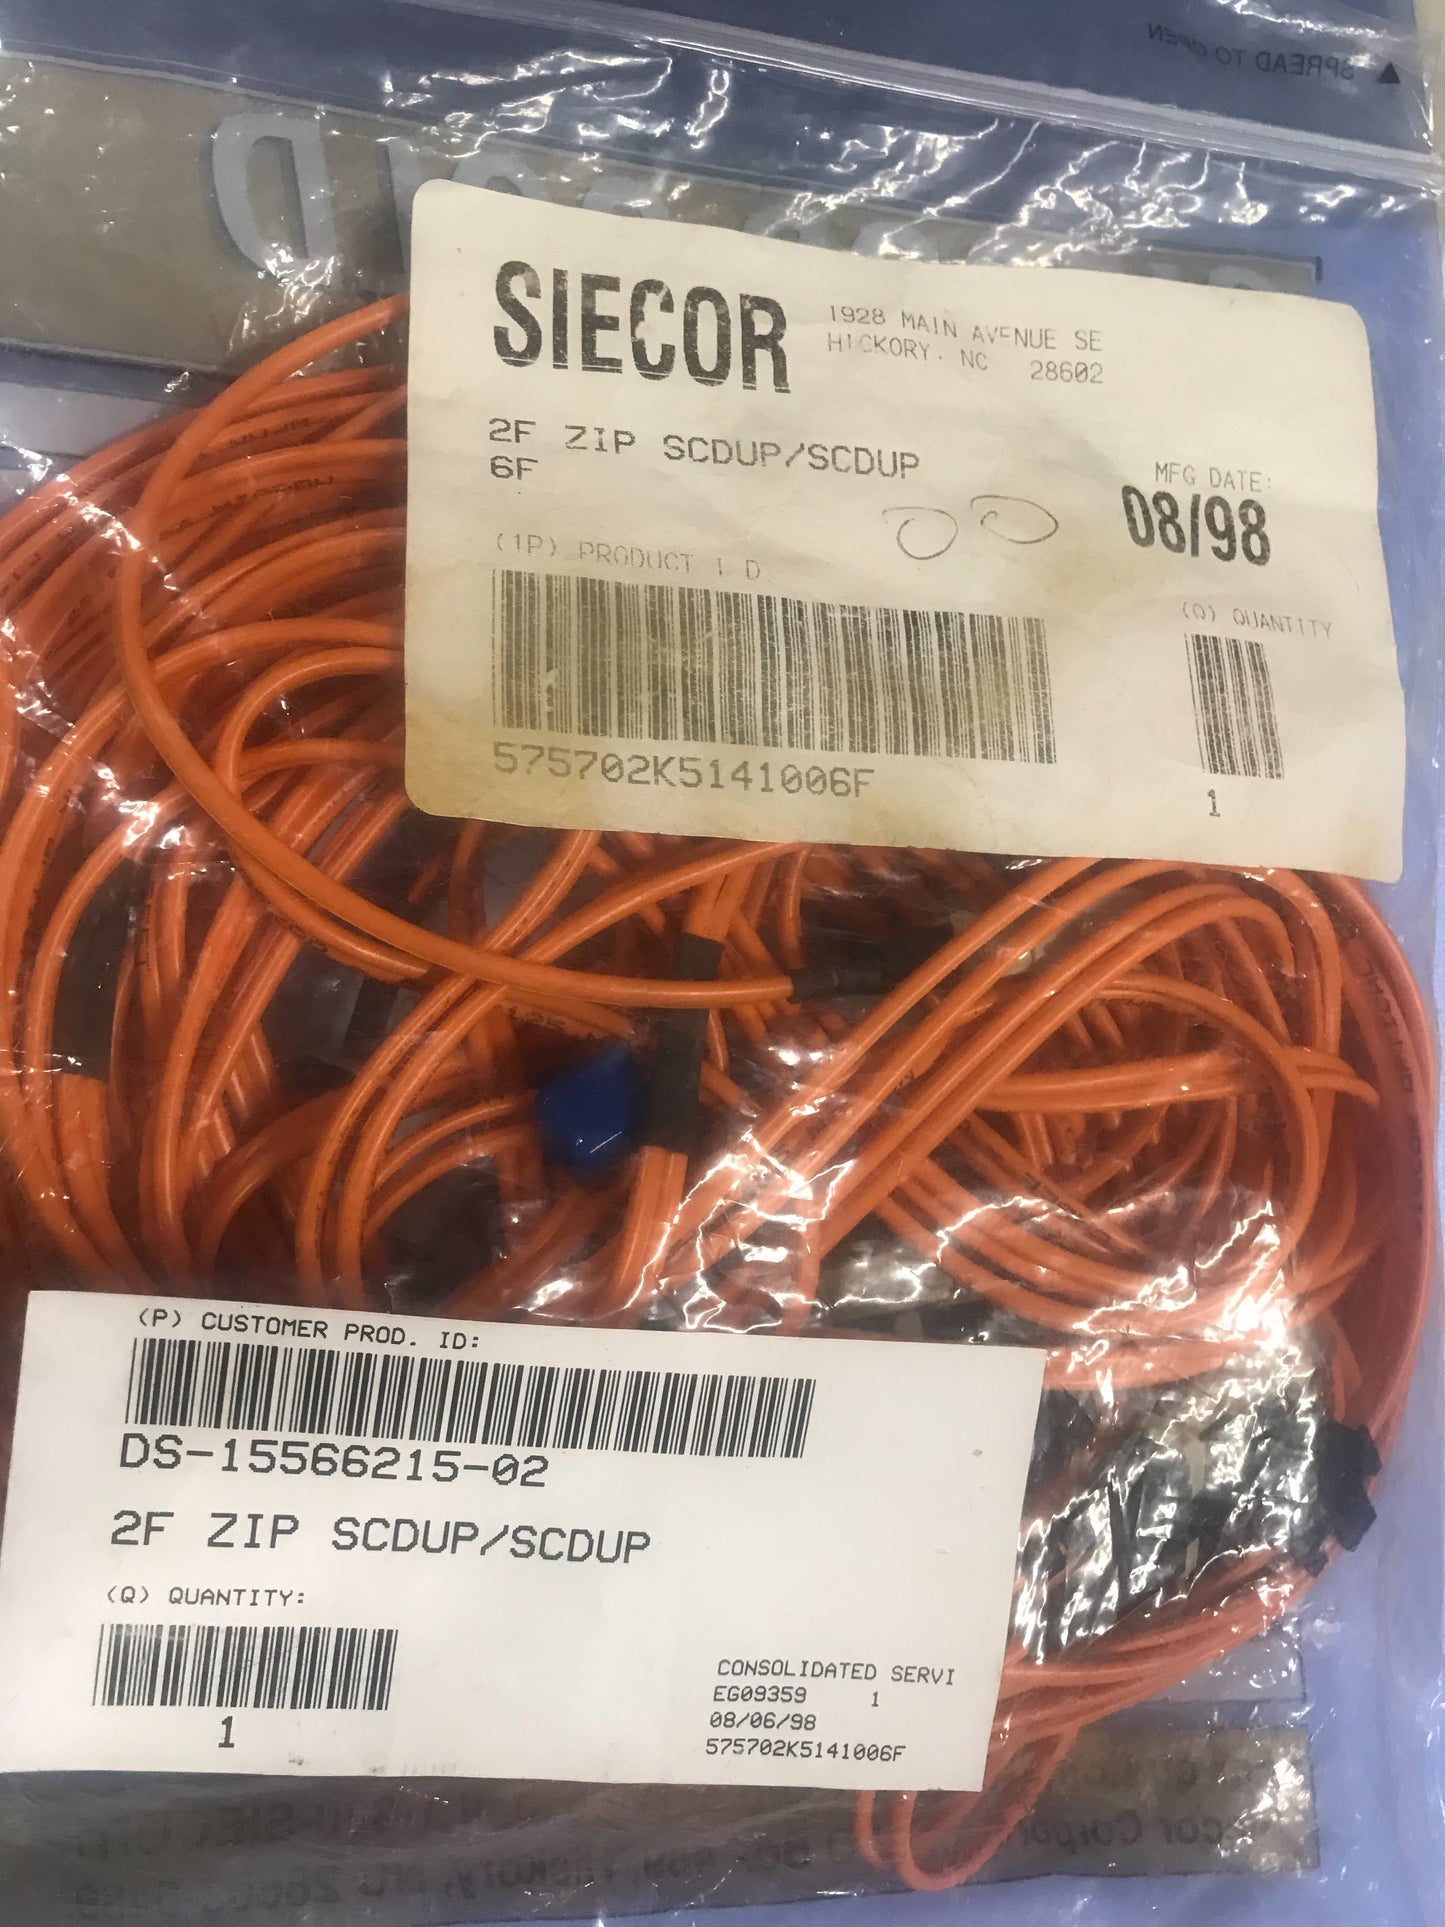 SPREAD TO OPEN
SIECOR
1928 MAIN AVENUE SE
HICKORY, NC 28602
2F ZIP SCDUP/SCDUP
6F
MFG DATE:
08/98
(1P) PRODUCT I D
(Q) QUANTITY
575702K5141006F
1
(P) CUSTOMER PROD. ID:
DS-15566215-02
2F ZIP SCDUP/SCDUP
(Q) QUANTITY:
1
CONSOLIDATED SERVI
EG09359 1
08/06/98
575702K5141006F